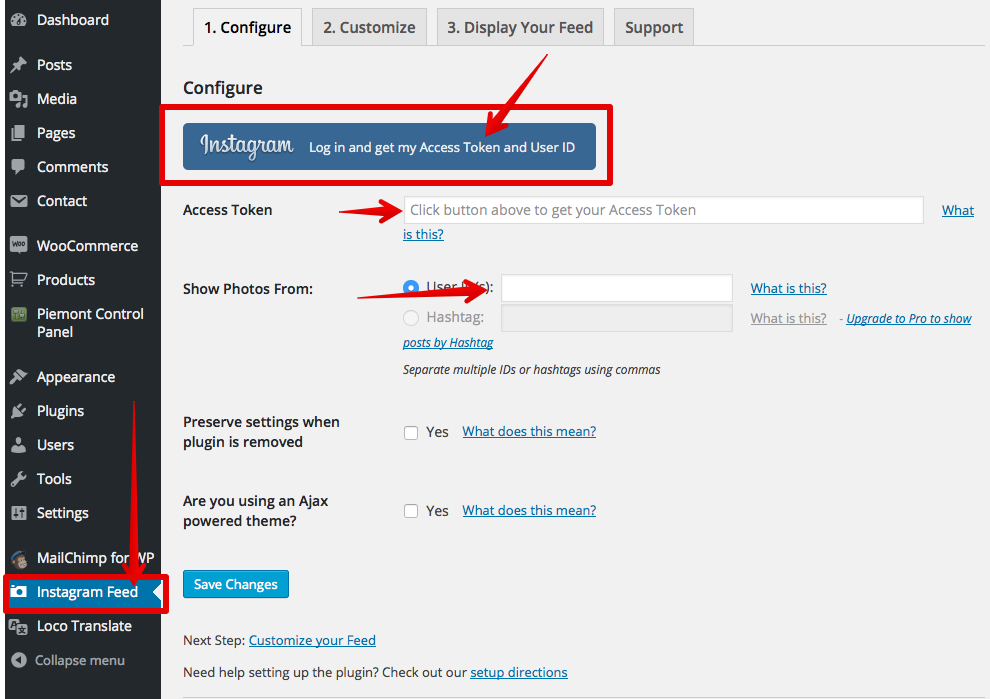 Dashboard
Posts
Media
Pages
Comments
Contact
WOO
WooCommerce
Products
Piemont Control
Panel
Appearance
Plugins
Users
Tools
Settings
MailChimp for WP
Instagram Feed
Loco Translate
Collapse menu
1. Configure
2. Customize
3. Display Your Feed
Support
Configure
Instagram Log in and get my Access Token and User ID
Access Token
Click button above to get your Access Token
What
is this?
Show Photos From:
User ID(s):
What is this?
Hashtag:
What is this? - Upgrade to Pro to show
posts by Hashtag
Separate multiple IDs or hashtags using commas
Preserve settings when
plugin is removed
Yes What does this mean?
Are you using an Ajax
powered theme?
Yes What does this mean?
Save Changes
Next Step: Customize your Feed
Need help setting up the plugin? Check out our setup directions